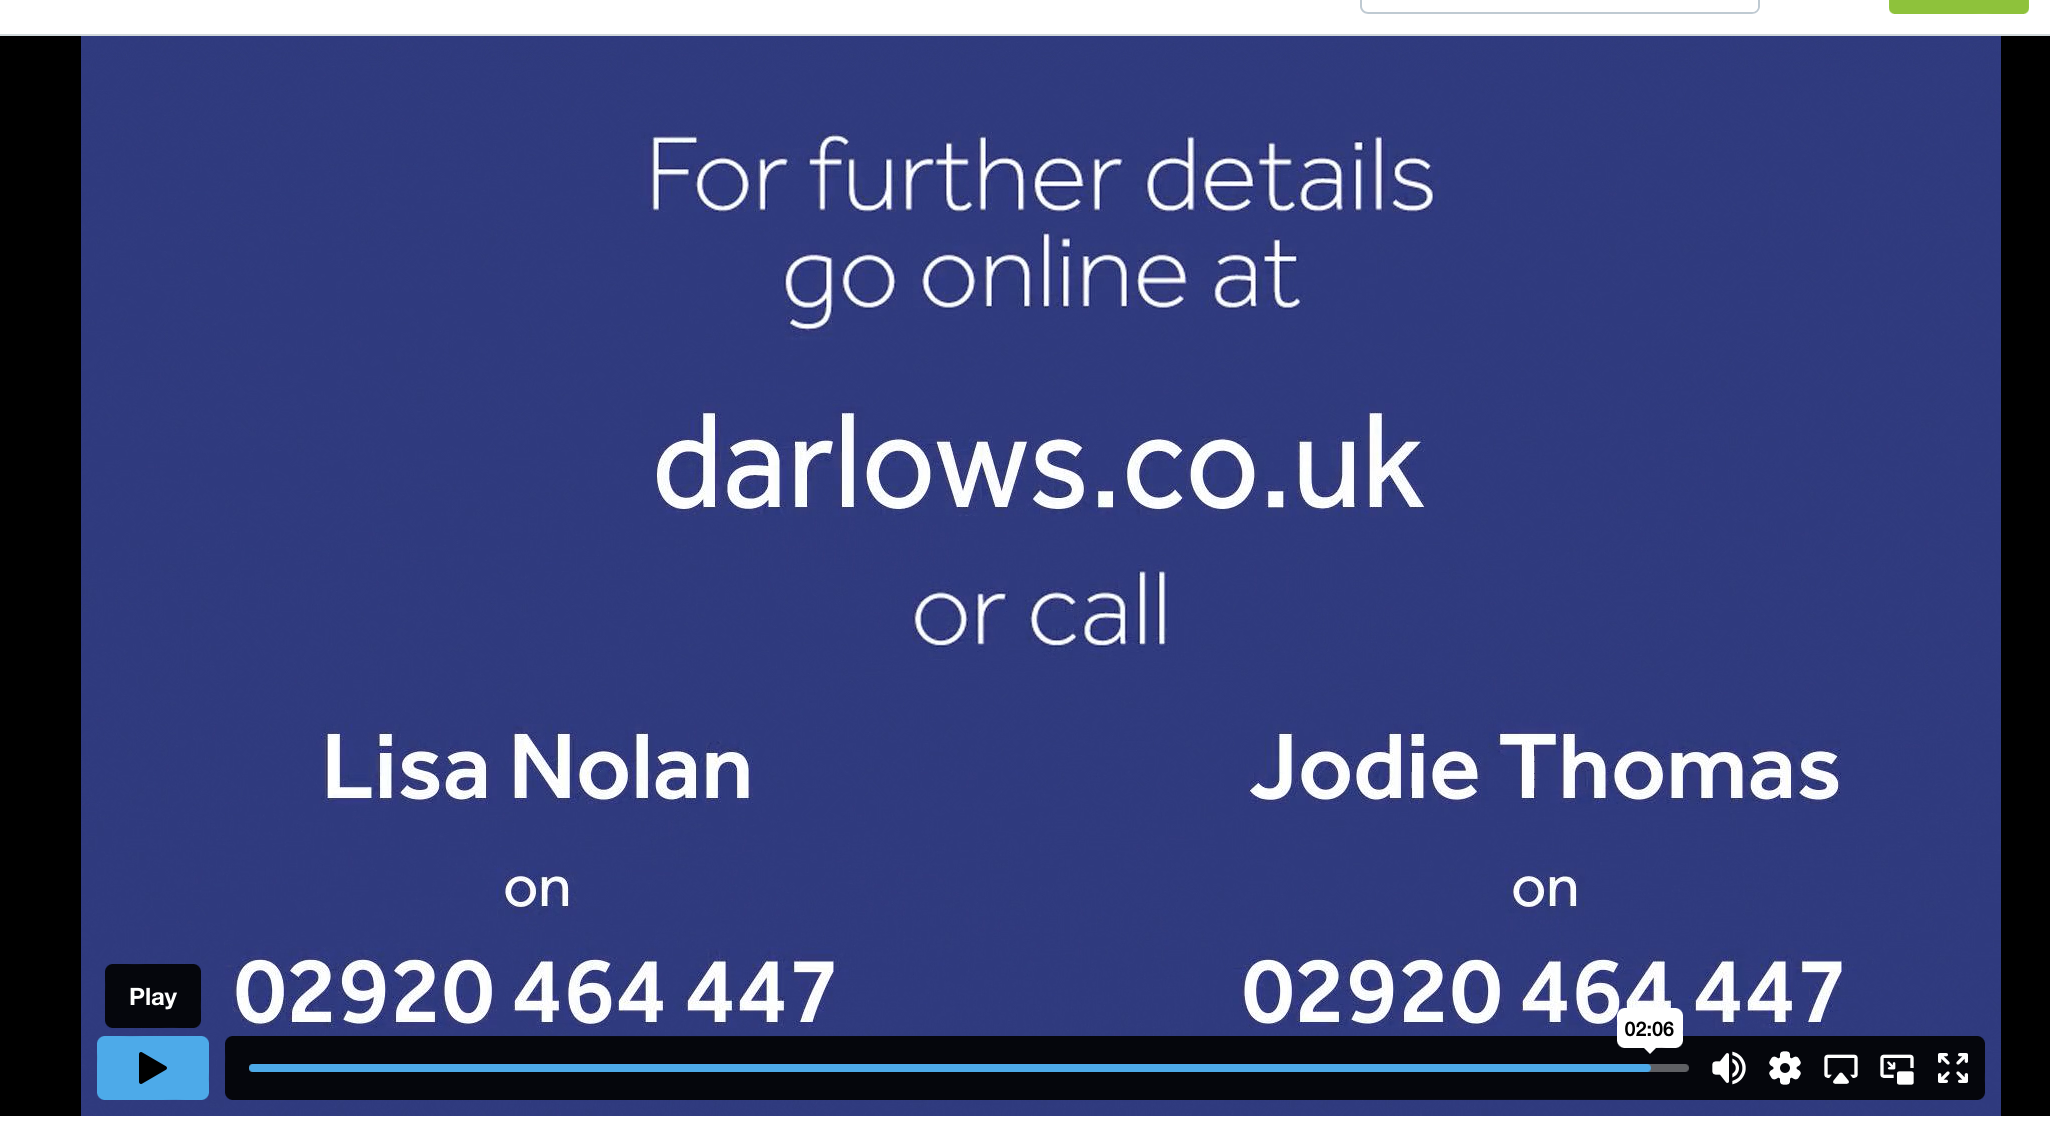 For further details
go online at
darlows.co.uk
or call
Lisa Nolan
on
02920 464 447
Jodie Thomas
on
02920 464 447
Play
02:06